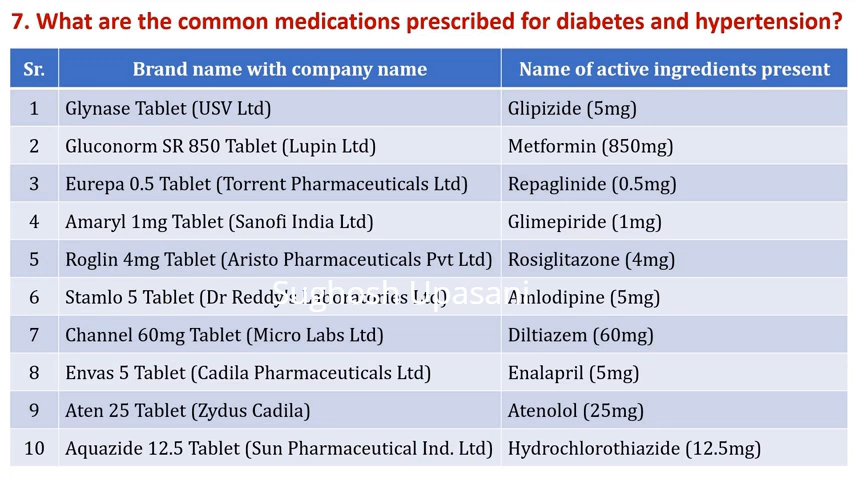 7. What are the common medications prescribed for diabetes and hypertension?
Sr. Brand name with company name Name of active ingredients present
1 Glynase Tablet (USV Ltd) Glipizide (5mg)
2 Gluconorm SR 850 Tablet (Lupin Ltd) Metformin (850mg)
3 Eurepa 0.5 Tablet (Torrent Pharmaceuticals Ltd) Repaglinide (0.5mg)
4 Amaryl 1mg Tablet (Sanofi India Ltd) Glimepiride (1mg)
5 Roglin 4mg Tablet (Aristo Pharmaceuticals Pvt Ltd) Rosiglitazone (4mg)
Sughosh Upasani
6 Stamlo 5 Tablet (Dr Reddy's Laboratories Ltd) Amlodipine (5mg)
7 Channel 60mg Tablet (Micro Labs Ltd) Diltiazem (60mg)
8 Envas 5 Tablet (Cadila Pharmaceuticals Ltd) Enalapril (5mg)
9 Aten 25 Tablet (Zydus Cadila) Atenolol (25mg)
10 Aquazide 12.5 Tablet (Sun Pharmaceutical Ind. Ltd) Hydrochlorothiazide (12.5mg)